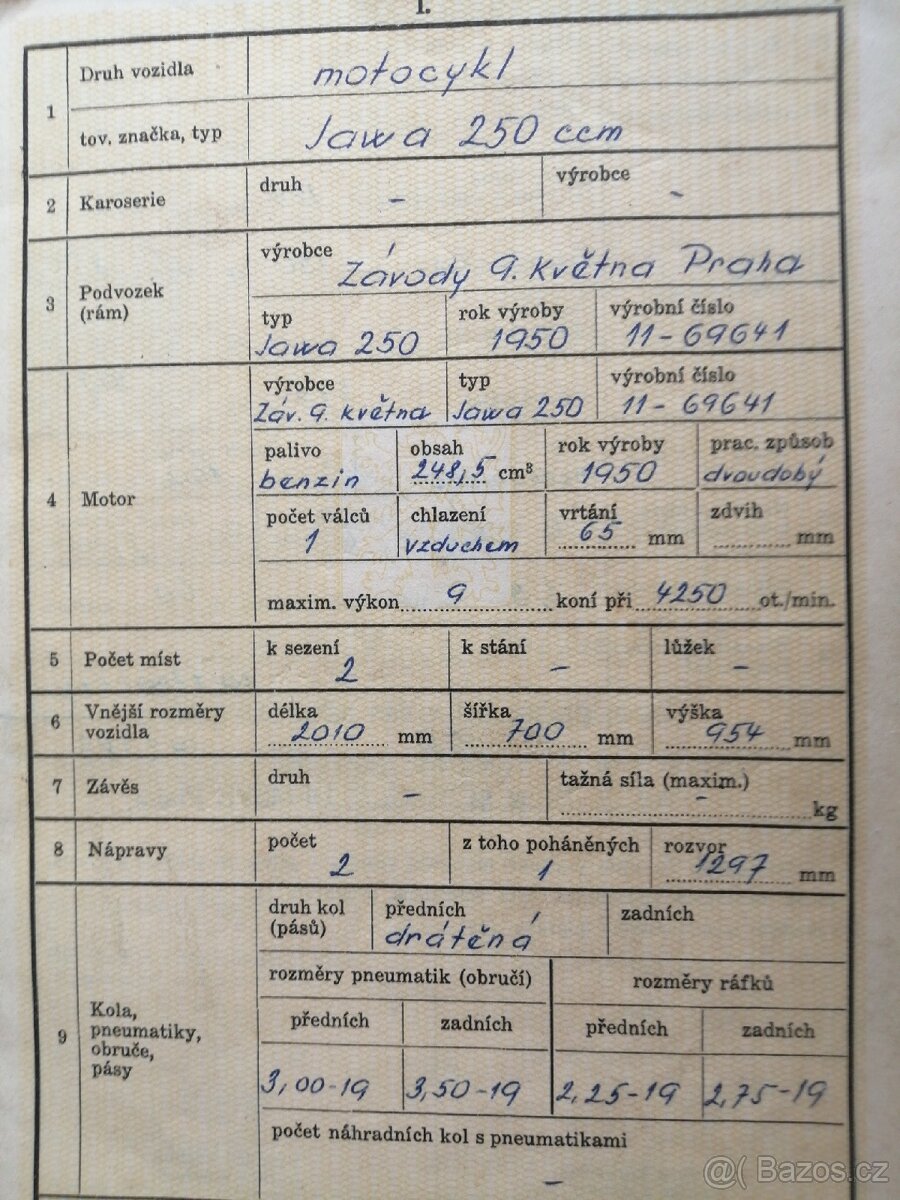 I.
1 Druh vozidla motocykl
tov. značka, typ Jawa 250 ccm
2 Karoserie druh – výrobce –
3 Podvozek (rám) výrobce Závody 9. Května Praha
typ Jawa 250 rok výroby 1950 výrobní číslo 11-69641
4 Motor výrobce Záv. 9. května typ Jawa 250 výrobní číslo 11-69641
palivo benzin obsah 248,5 cm³ rok výroby 1950 prac. způsob dvoudobý
počet válců 1 chlazení vzduchem vrtání 65 mm zdvih mm
maxim. výkon 9 koní při 4250 ot./min.
5 Počet míst k sezení 2 k stání – lůžek –
6 Vnější rozměry vozidla délka 2010 mm šířka 700 mm výška 954 mm
7 Závěs druh – tažná síla (maxim.) – kg
8 Nápravy počet 2 z toho poháněných 1 rozvor 1297 mm
9 Kola, pneumatiky, obruče, pásy
druh kol (pásů) předních drátěná zadních
rozměry pneumatik (obručí) rozměry ráfků
předních zadních předních zadních
3,00-19 3,50-19 2,25-19 2,75-19
počet náhradních kol s pneumatikami
–
@( Bazos.cz